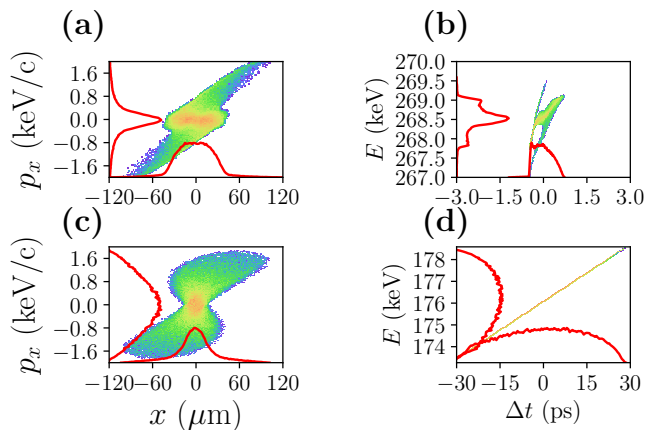 (a)
p_x (keV/c)
1.6
0.8
0.0
−0.8
−1.6
−120 −60 0 60 120
(b)
E (keV)
270.0
269.5
269.0
268.5
268.0
267.5
267.0
−3.0 −1.5 0.0 1.5 3.0
(c)
p_x (keV/c)
1.6
0.8
0.0
−0.8
−1.6
−120 −60 0 60 120
x (μm)
(d)
E (keV)
178
177
176
175
174
−30 −15 0 15 30
Δt (ps)